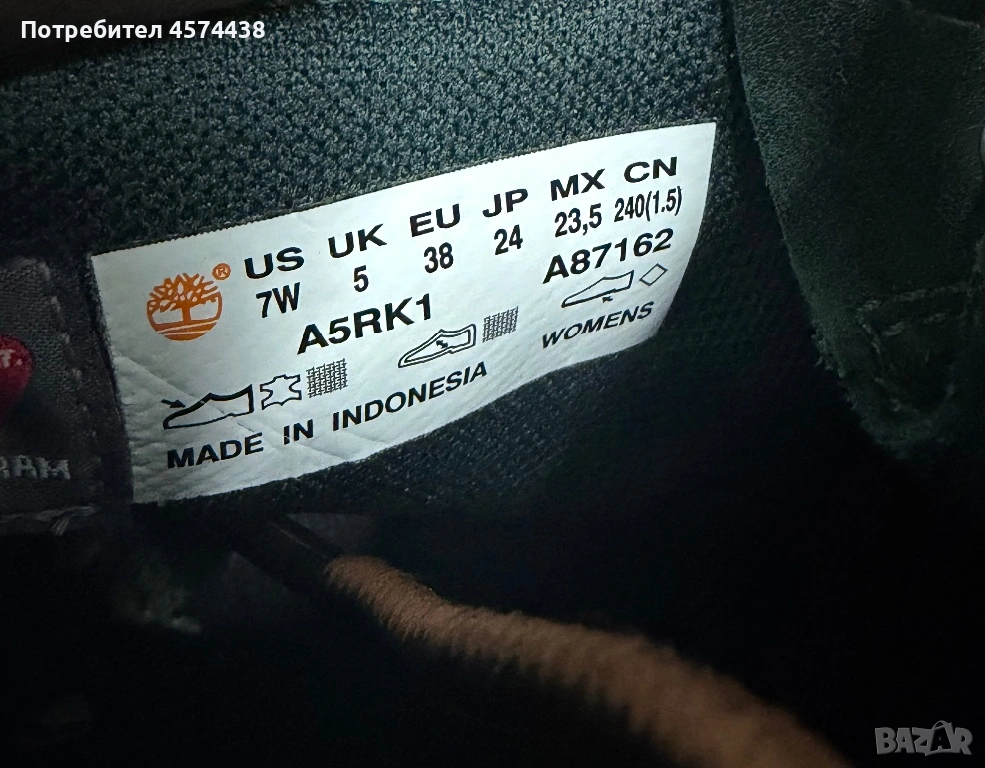 Потребител 4574438
US UK EU JP MX CN
7W 5 38 24 23,5 240(1.5)
A5RK1 A87162
WOMENS
MADE IN INDONESIA
BAZAR